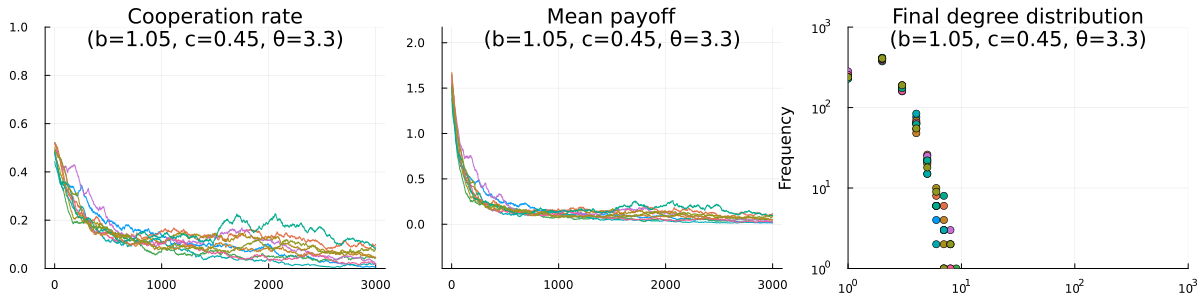 Cooperation rate
(b=1.05, c=0.45, θ=3.3)
1.0
0.8
0.6
0.4
0.2
0.0
0 1000 2000 3000
Mean payoff
(b=1.05, c=0.45, θ=3.3)
2.0
1.5
1.0
0.5
0.0
0 1000 2000 3000
Final degree distribution
(b=1.05, c=0.45, θ=3.3)
Frequency
10³
10²
10¹
10⁰
10⁰ 10¹ 10² 10³